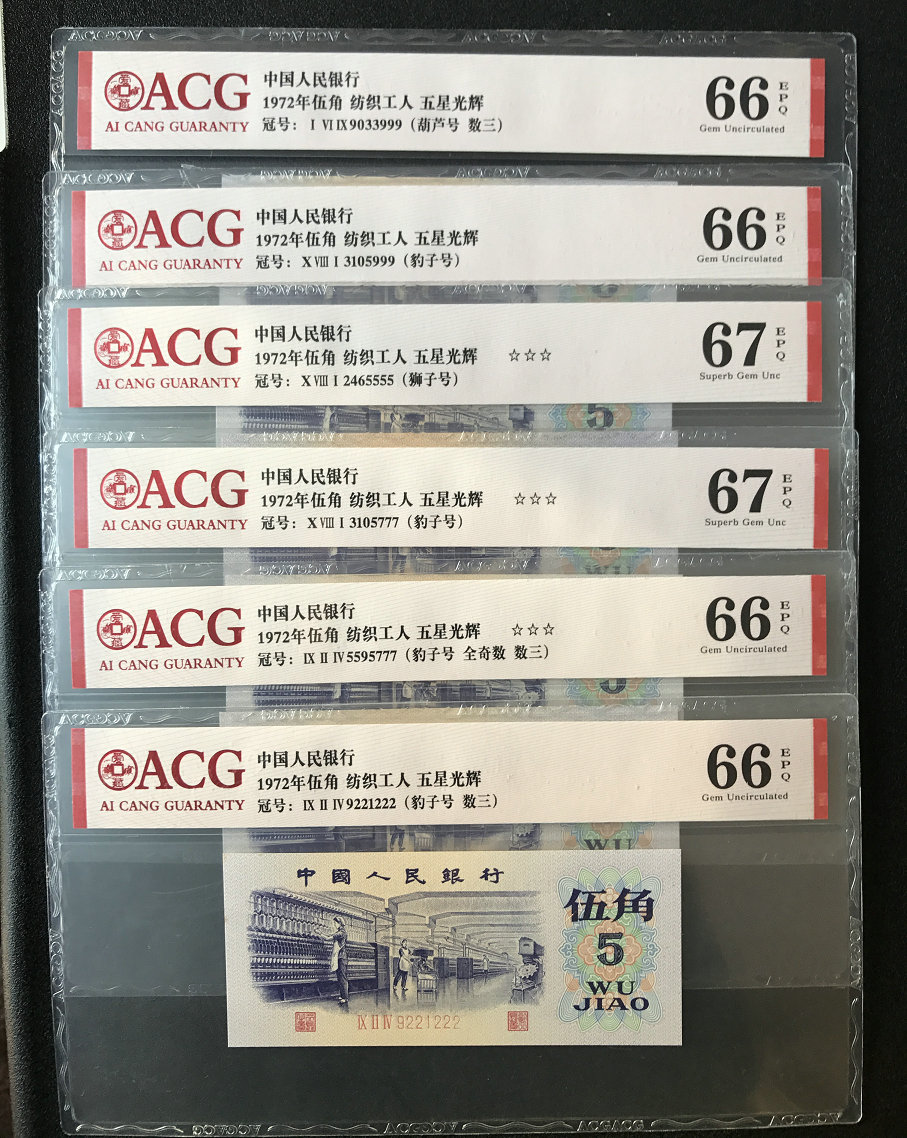 ACG
AI CANG GUARANTY
中国人民银行
1972年伍角 纺织工人 五星光辉
冠号：Ⅰ Ⅵ Ⅸ 9033999（葫芦号 数三）
66 EPQ
Gem Uncirculated
ACG
AI CANG GUARANTY
中国人民银行
1972年伍角 纺织工人 五星光辉
冠号：Ⅹ Ⅷ Ⅰ 3105999（豹子号）
66 EPQ
Gem Uncirculated
ACG
AI CANG GUARANTY
中国人民银行
1972年伍角 纺织工人 五星光辉 ☆☆☆
冠号：Ⅹ Ⅷ Ⅰ 2465555（狮子号）
67 EPQ
Superb Gem Unc
5
ACG
AI CANG GUARANTY
中国人民银行
1972年伍角 纺织工人 五星光辉 ☆☆☆
冠号：Ⅹ Ⅷ Ⅰ 3105777（豹子号）
67 EPQ
Superb Gem Unc
WU
ACG
AI CANG GUARANTY
中国人民银行
1972年伍角 纺织工人 五星光辉 ☆☆☆
冠号：Ⅸ Ⅱ Ⅳ 5595777（豹子号 全奇数 数三）
66 EPQ
Gem Uncirculated
ACG
AI CANG GUARANTY
中国人民银行
1972年伍角 纺织工人 五星光辉
冠号：Ⅸ Ⅱ Ⅳ 9221222（豹子号 数三）
66 EPQ
Gem Uncirculated
WU
中國人民銀行
伍角
5
WU
JIAO
Ⅸ Ⅱ Ⅳ 9221222